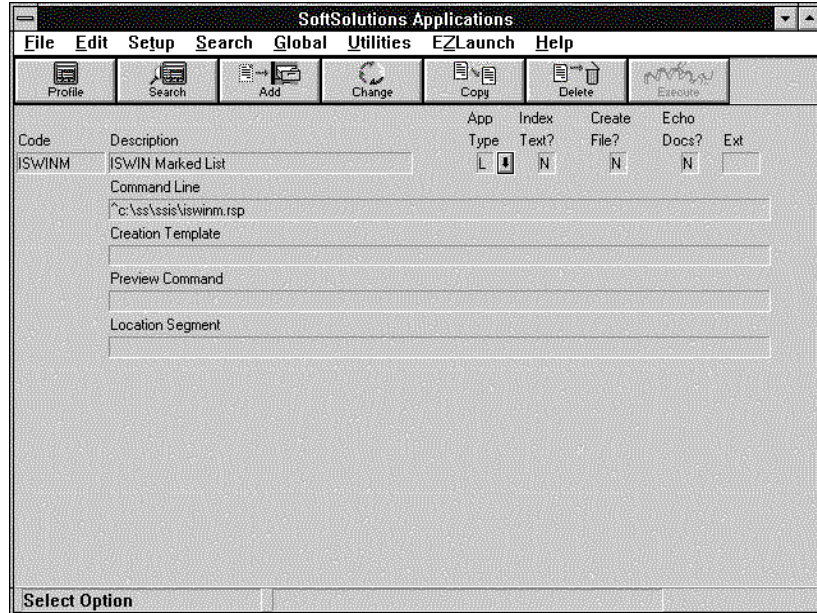 SoftSolutions Applications
File Edit Setup Search Global Utilities EZLaunch Help
Profile Search Add Change Copy Delete Execute
App Index Create Echo
Code Description Type Text? File? Docs? Ext
ISWINM ISWIN Marked List L N N N
Command Line
^c:\ss\ssis\iswinm.rsp
Creation Template
Preview Command
Location Segment
Select Option